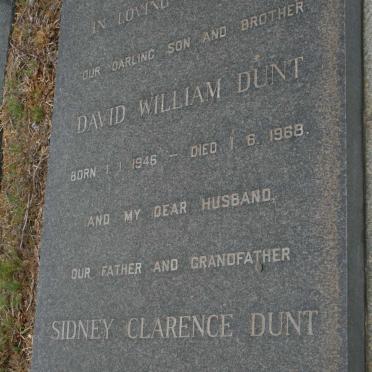 IN LOVING
OUR DARLING SON AND BROTHER
DAVID WILLIAM DUNT
BORN 1. 1. 1946 — DIED 1. 6. 1968.
AND MY DEAR HUSBAND,
OUR FATHER AND GRANDFATHER
SIDNEY CLARENCE DUNT